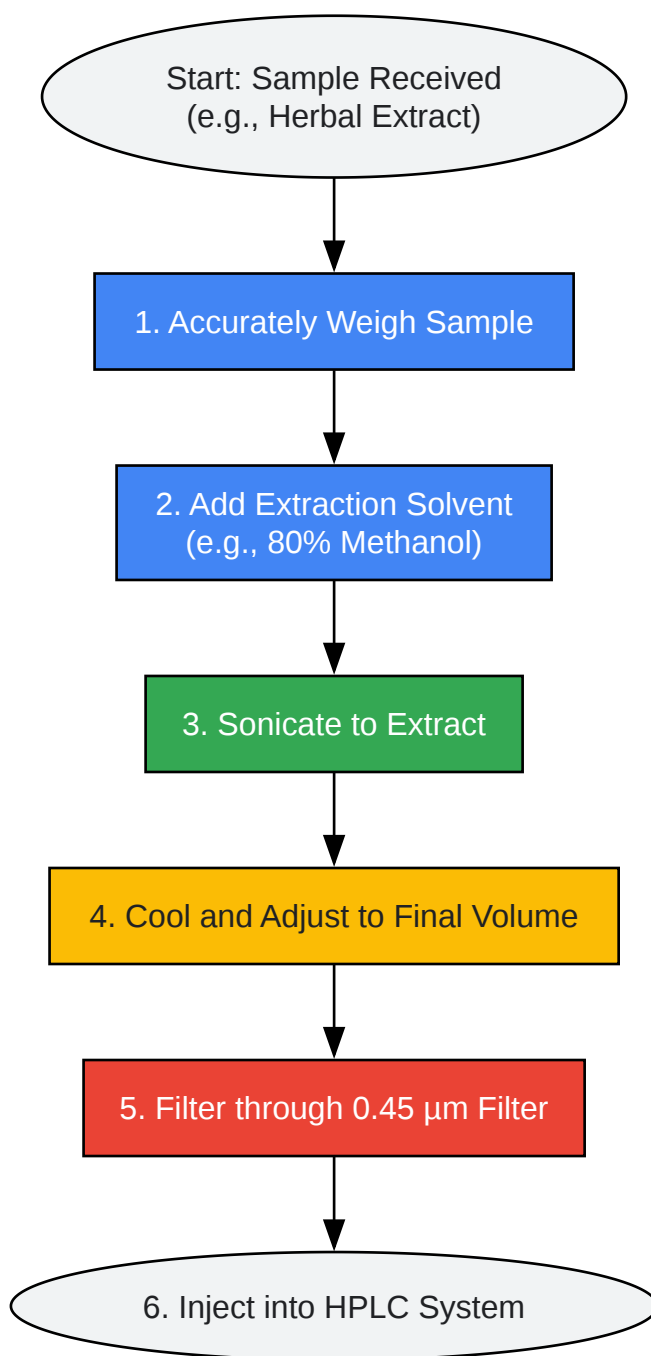 Start: Sample Received
(e.g., Herbal Extract)
1. Accurately Weigh Sample
2. Add Extraction Solvent
(e.g., 80% Methanol)
3. Sonicate to Extract
4. Cool and Adjust to Final Volume
5. Filter through 0.45 µm Filter
6. Inject into HPLC System